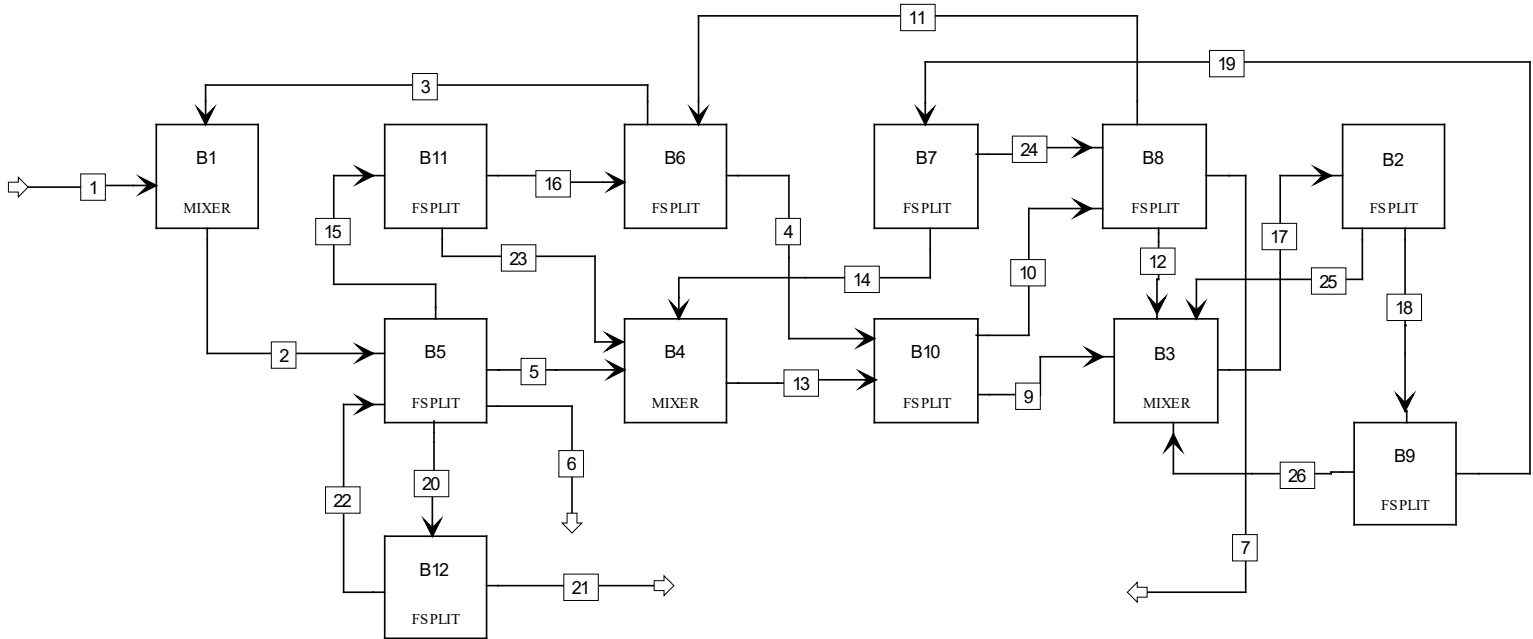 11
19
3
B1
MIXER
B11
FSPLIT
B6
FSPLIT
B7
FSPLIT
B8
FSPLIT
B2
FSPLIT
1
16
24
15
23
4
14
10
12
17
25
18
2
B5
FSPLIT
5
B4
MIXER
13
B10
FSPLIT
9
B3
MIXER
22
20
6
26
B9
FSPLIT
B12
FSPLIT
21
7